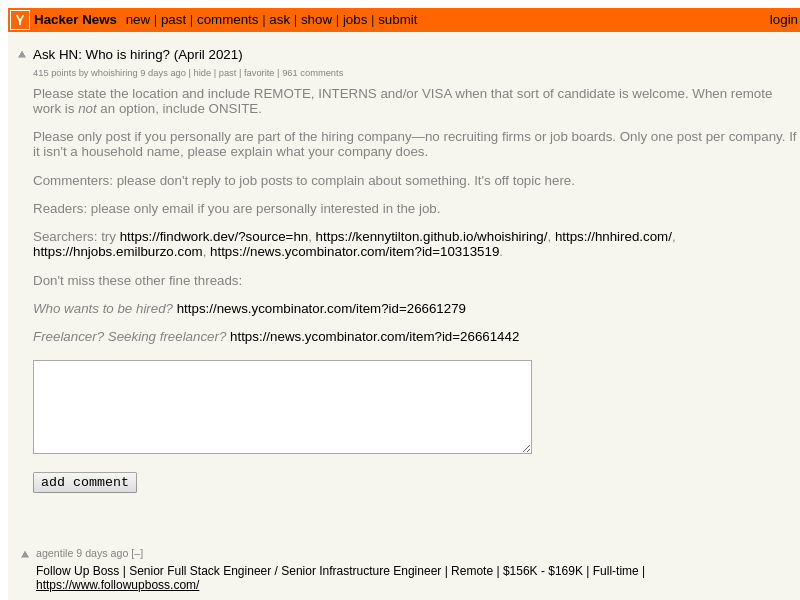 Y Hacker News new | past | comments | ask | show | jobs | submit login
Ask HN: Who is hiring? (April 2021)
415 points by whoishiring 9 days ago | hide | past | favorite | 961 comments
Please state the location and include REMOTE, INTERNS and/or VISA when that sort of candidate is welcome. When remote
work is not an option, include ONSITE.
Please only post if you personally are part of the hiring company—no recruiting firms or job boards. Only one post per company. If
it isn't a household name, please explain what your company does.
Commenters: please don't reply to job posts to complain about something. It's off topic here.
Readers: please only email if you are personally interested in the job.
Searchers: try https://findwork.dev/?source=hn, https://kennytilton.github.io/whoishiring/, https://hnhired.com/,
https://hnjobs.emilburzo.com, https://news.ycombinator.com/item?id=10313519.
Don't miss these other fine threads:
Who wants to be hired? https://news.ycombinator.com/item?id=26661279
Freelancer? Seeking freelancer? https://news.ycombinator.com/item?id=26661442
add comment
agentile 9 days ago [–]
Follow Up Boss | Senior Full Stack Engineer / Senior Infrastructure Engineer | Remote | $156K - $169K | Full-time |
https://www.followupboss.com/